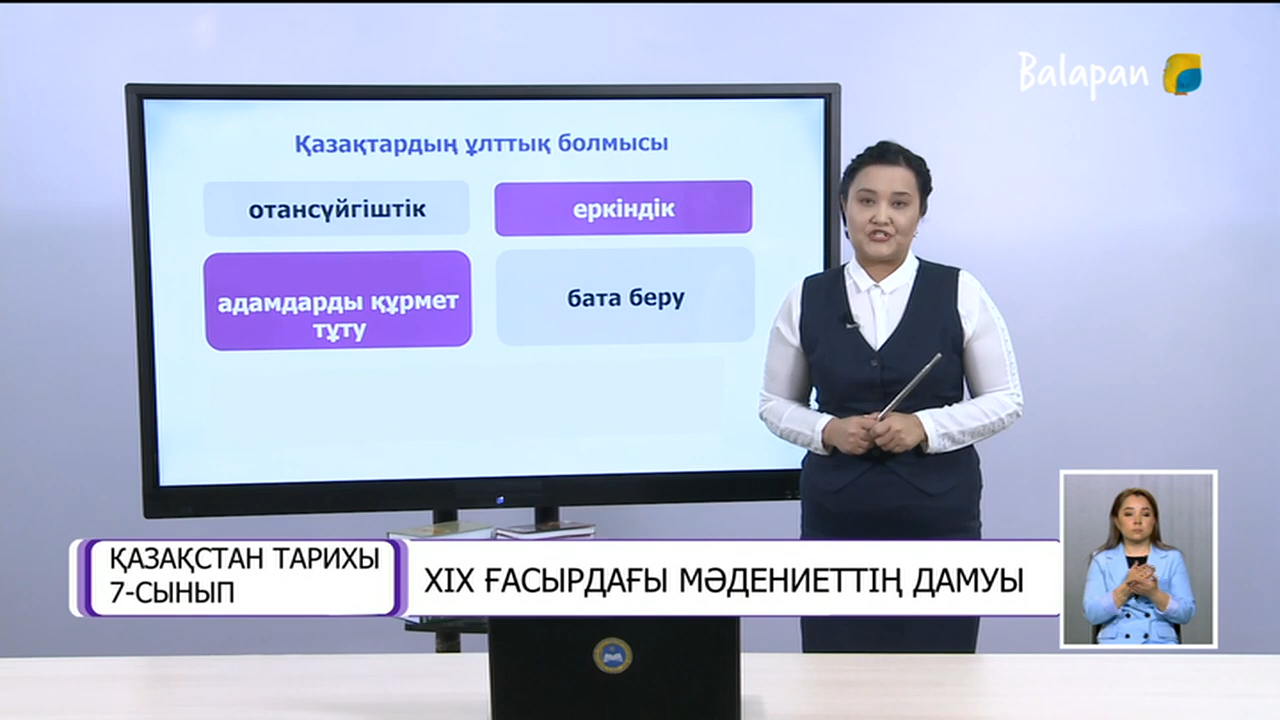 Balapan
Қазақтардың ұлттық болмысы
отансүйгіштік
еркіндік
адамдарды құрмет
тұту
бата беру
ҚАЗАҚСТАН ТАРИХЫ
7-СЫНЫП
XIX ҒАСЫРДАҒЫ МӘДЕНИЕТТІҢ ДАМУЫ